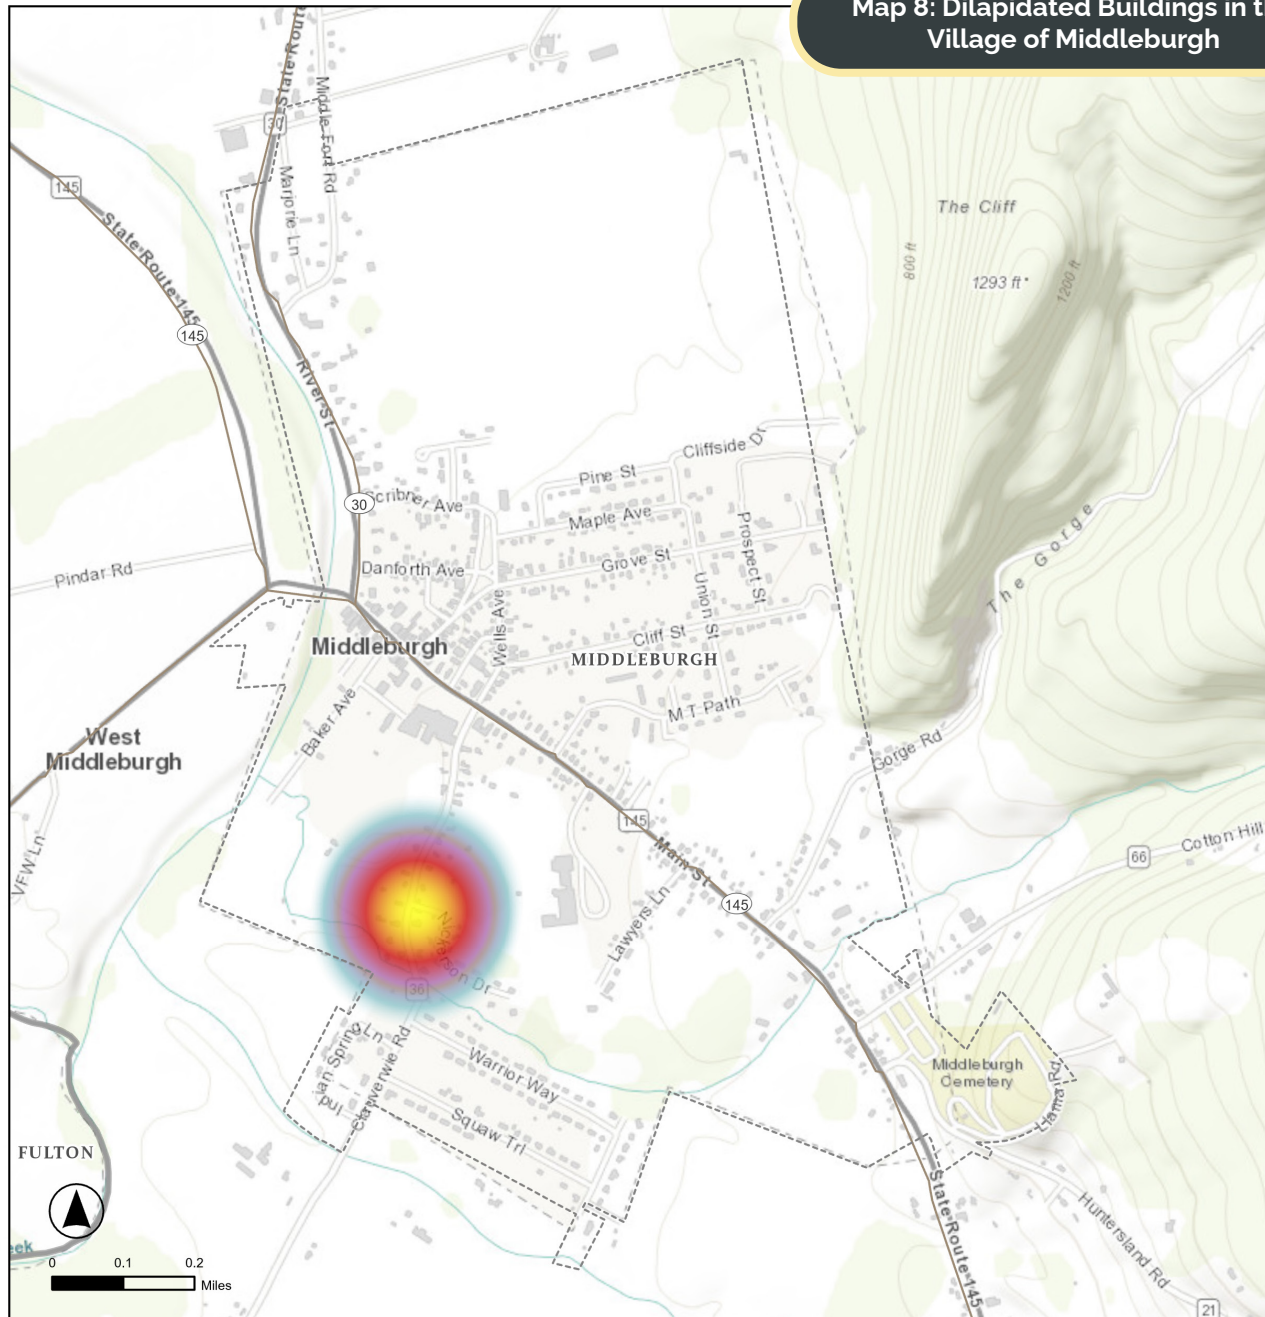 Map 8: Dilapidated Buildings in
Village of Middleburgh
State Route
30
Middle Fort Rd
Marjorie Ln
145
State Route 145
145
The Cliff
800 ft
1293 ft
1200 ft
River St
Cliffside Dr
Pine St
30
Scribner Ave
Maple Ave
Prospect St
The Gorge
Pindar Rd
Danforth Ave
Grove St
Union St
Wells Ave
Cliff St
Middleburgh
MIDDLEBURGH
Baker Ave
M T Path
West
Middleburgh
Gorge Rd
145
Main St
VFW Ln
66
Cotton Hill
145
Lawyers Ln
Nickerson Dr
36
Indian Spring Ln
Clauverwie Rd
Warrior Way
Squaw Trl
Middleburgh
Cemetery
FULTON
State Route 145
Huntersland Rd
eek
0 0.1 0.2
Miles
21